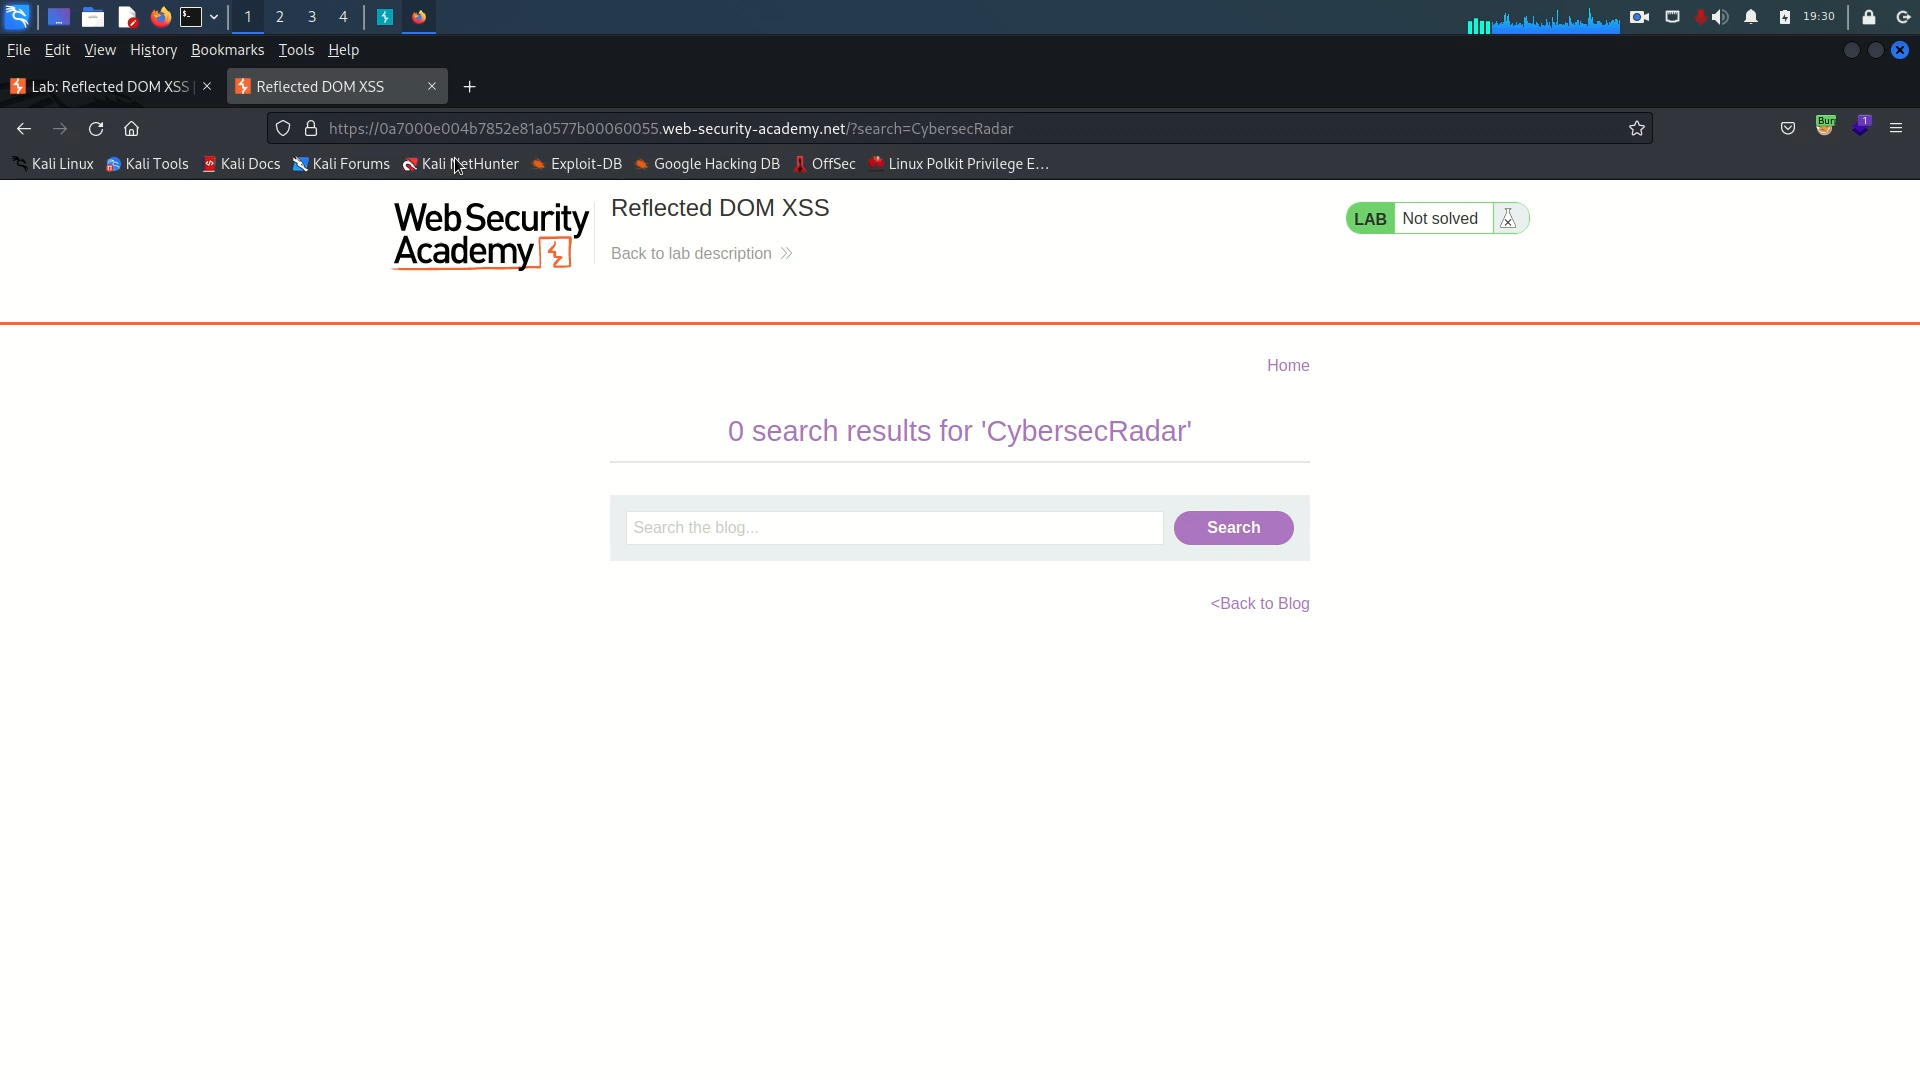 1 2 3 4 19:30
File Edit View History Bookmarks Tools Help
Lab: Reflected DOM XSS Reflected DOM XSS
https://0a7000e004b7852e81a0577b00060055.web-security-academy.net/?search=CybersecRadar Bur 1
Kali Linux Kali Tools Kali Docs Kali Forums Kali NetHunter Exploit-DB Google Hacking DB OffSec Linux Polkit Privilege E…
WebSecurity
Academy
Reflected DOM XSS
Back to lab description
LAB Not solved
Home
0 search results for 'CybersecRadar'
Search the blog... Search
<Back to Blog